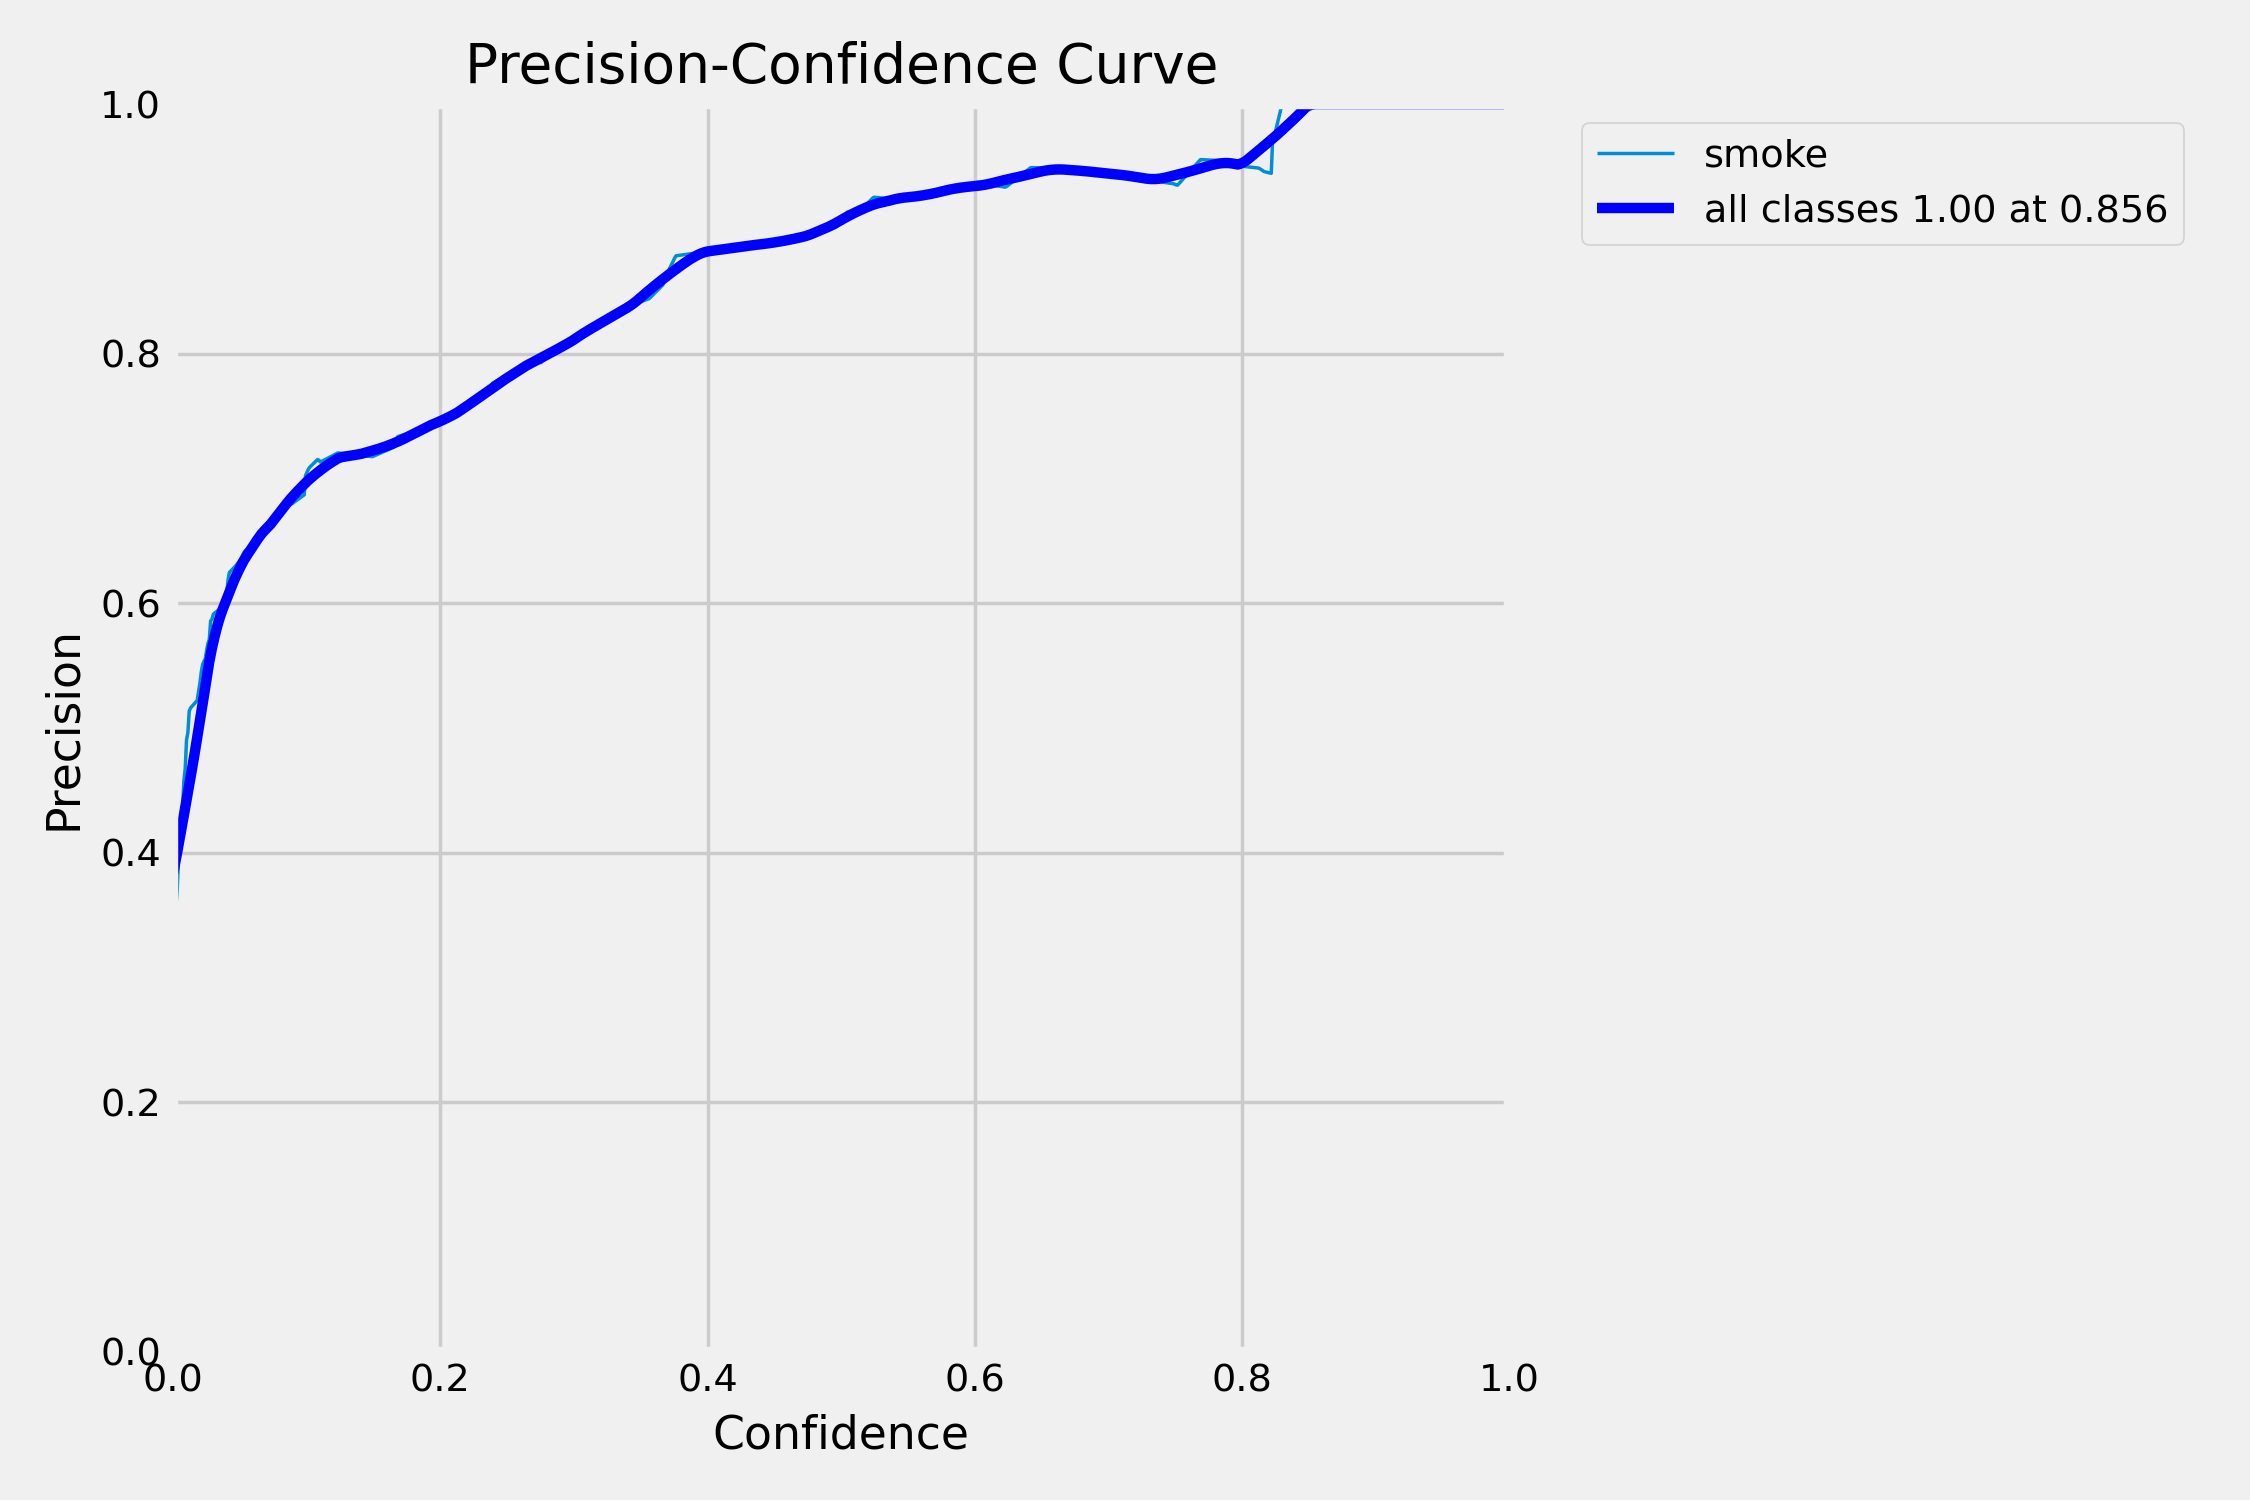 Precision-Confidence Curve
1.0
0.8
0.6
0.4
0.2
0.0
Precision
0.0 0.2 0.4 0.6 0.8 1.0
Confidence
smoke
all classes 1.00 at 0.856